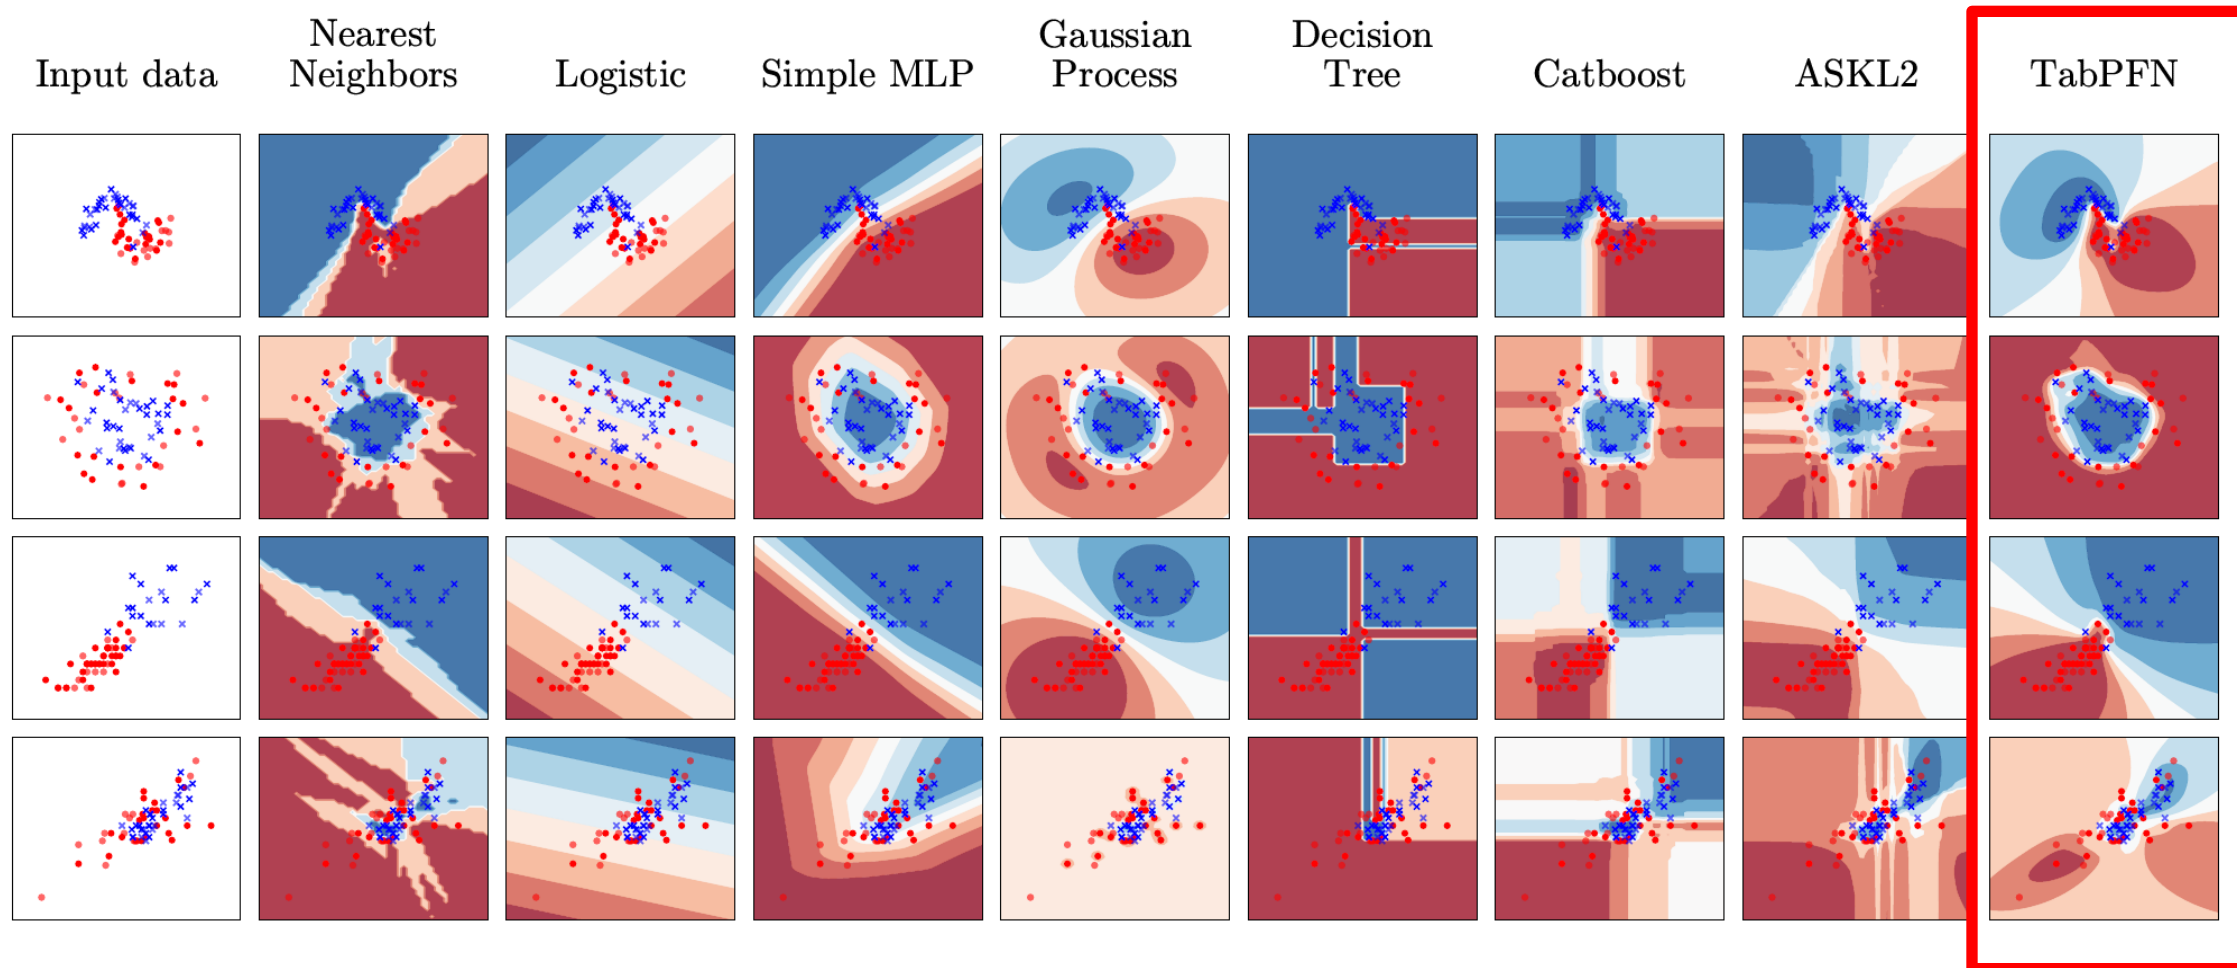 Input data
Nearest
Neighbors
Logistic
Simple MLP
Gaussian
Process
Decision
Tree
Catboost
ASKL2
TabPFN